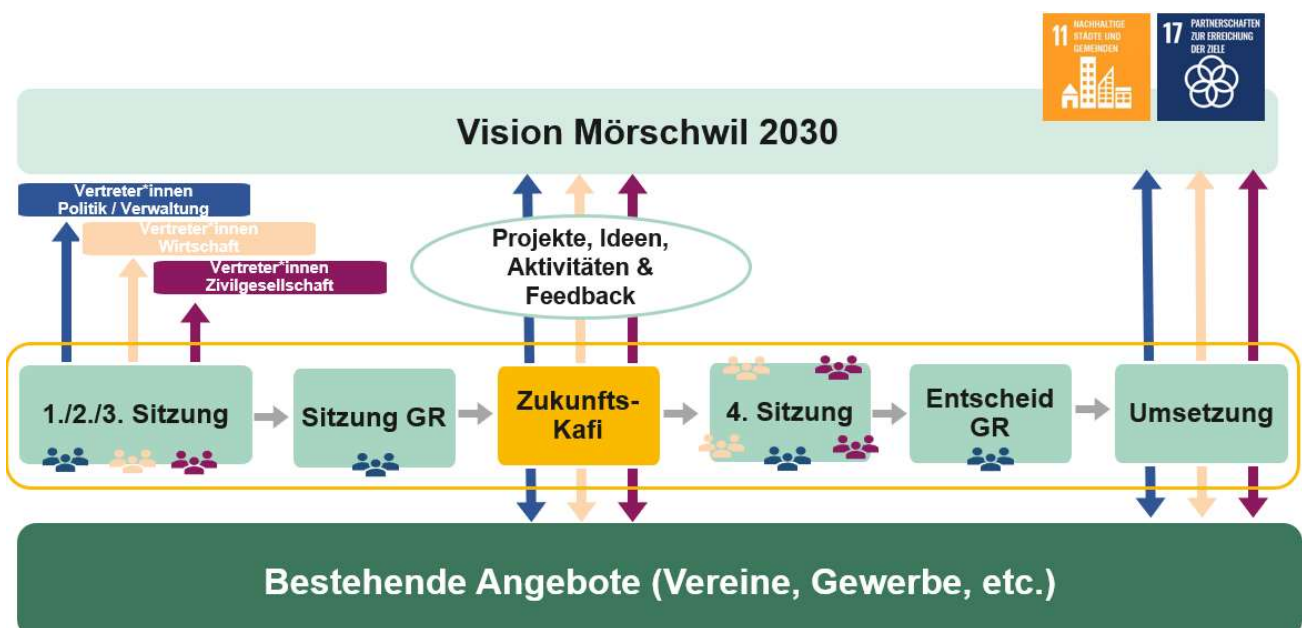 11 NACHHALTIGE
STÄDTE UND
GEMEINDEN
17 PARTNERSCHAFTEN
ZUR ERREICHUNG
DER ZIELE
Vision Mörschwil 2030
Vertreter*innen
Politik / Verwaltung
Vertreter*innen
Wirtschaft
Vertreter*innen
Zivilgesellschaft
Projekte, Ideen,
Aktivitäten &
Feedback
1./2./3. Sitzung
Sitzung GR
Zukunfts-
Kafi
4. Sitzung
Entscheid
GR
Umsetzung
Bestehende Angebote (Vereine, Gewerbe, etc.)